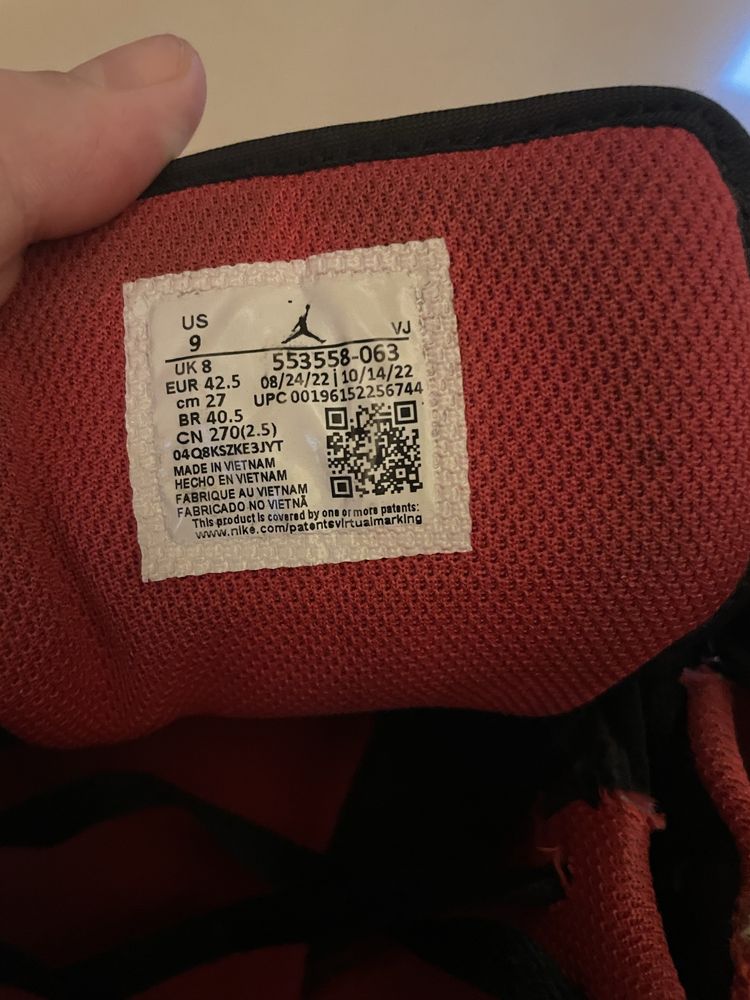 US
9
VJ
UK 8
553558-063
EUR 42.5
08/24/22 | 10/14/22
cm 27
UPC 00196152256744
BR 40.5
CN 270(2.5)
04Q8KSZKE3JYT
MADE IN VIETNAM
HECHO EN VIETNAM
FABRIQUE AU VIETNAM
FABRICADO NO VIETNÃ
This product is covered by one or more patents:
www.nike.com/patentsvirtualmarking